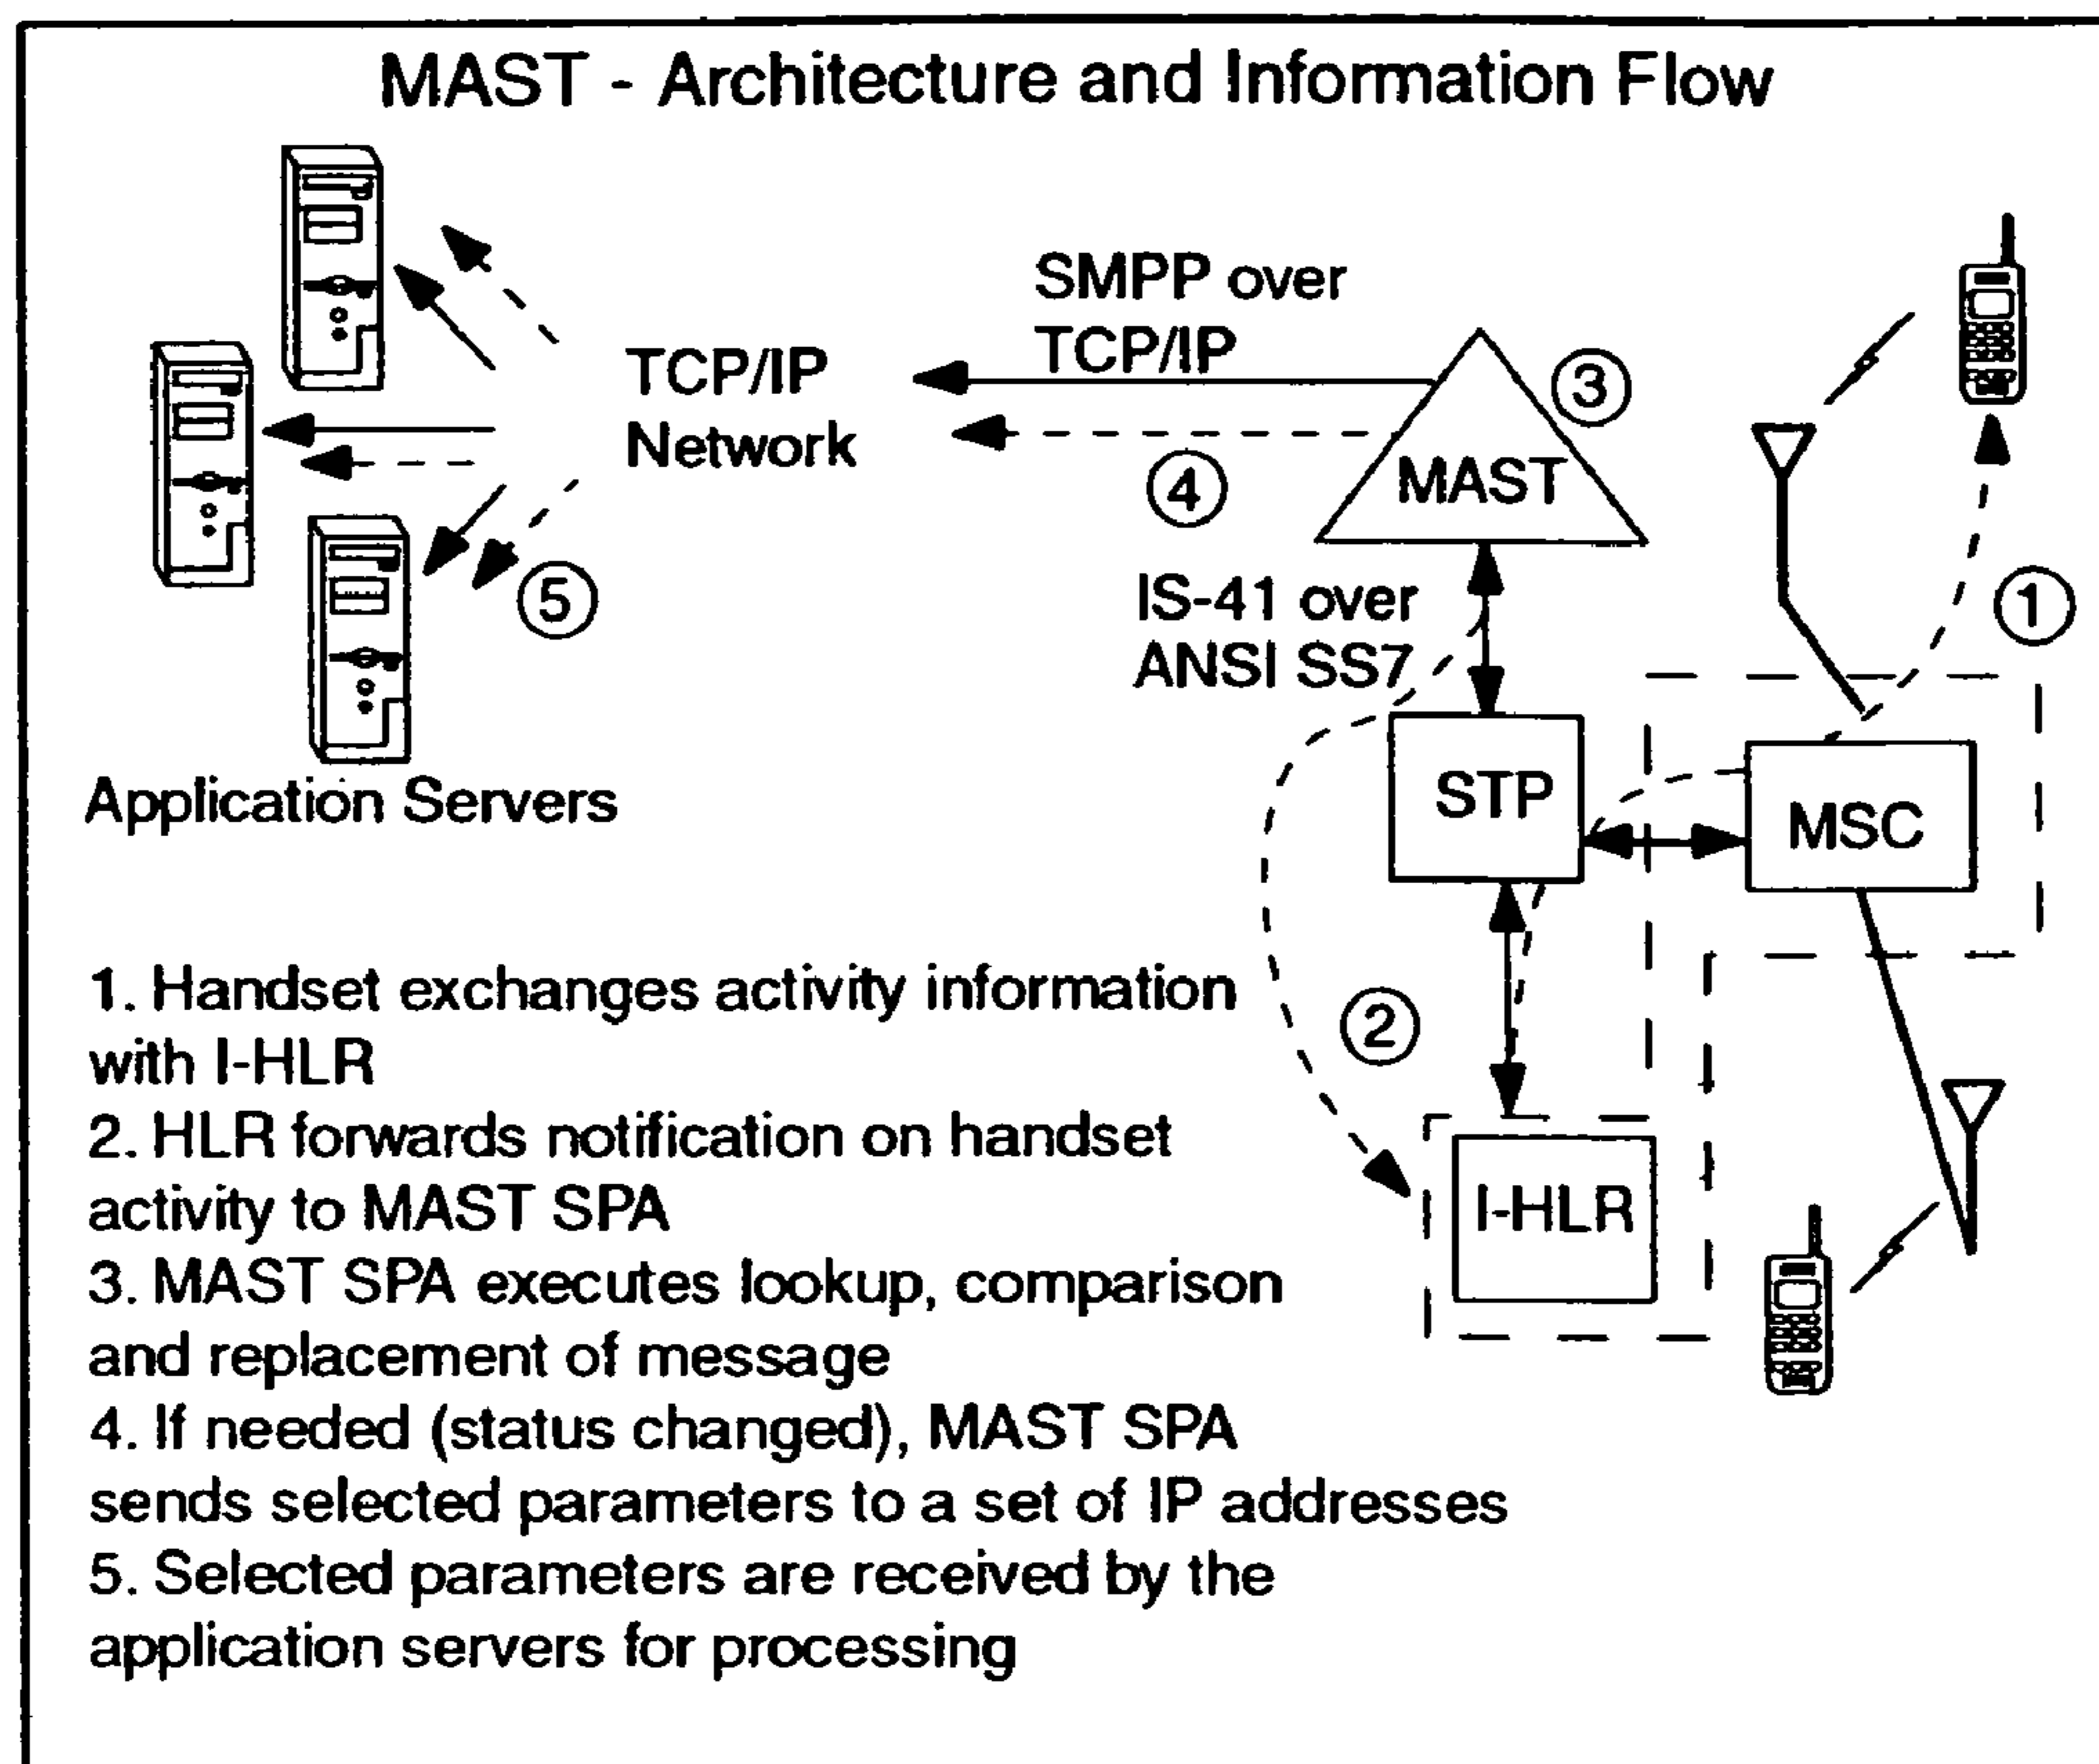 MAST - Architecture and Information Flow
SMPP over
TCP/IP
TCP/IP
Network
3
MAST
4
IS-41 over
ANSI SS7
1
5
STP
MSC
Application Servers
2
I-HLR
1. Handset exchanges activity information
with I-HLR
2. HLR forwards notification on handset
activity to MAST SPA
3. MAST SPA executes lookup, comparison
and replacement of message
4. If needed (status changed), MAST SPA
sends selected parameters to a set of IP addresses
5. Selected parameters are received by the
application servers for processing